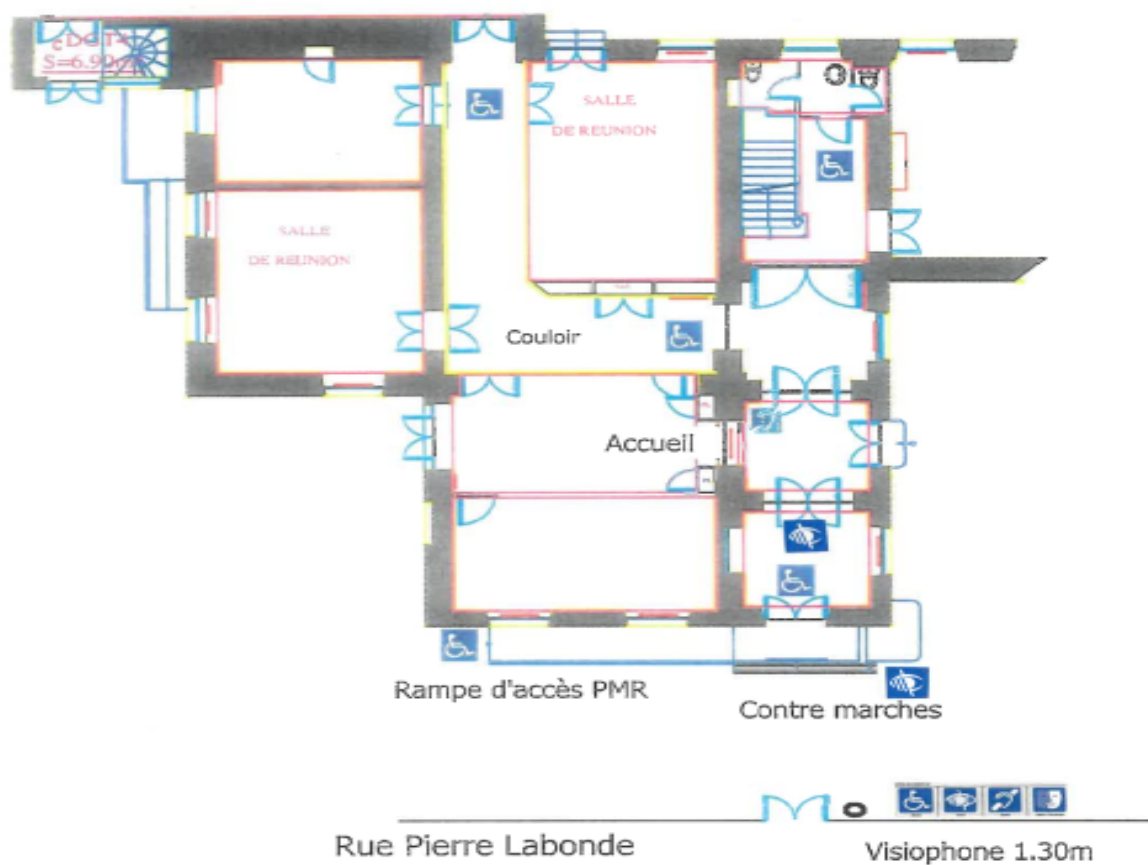 SALLE
DE REUNION
SALLE
DE REUNION
Couloir
Accueil
Rampe d'accès PMR
Contre marches
Rue Pierre Labonde
Visiophone 1.30m